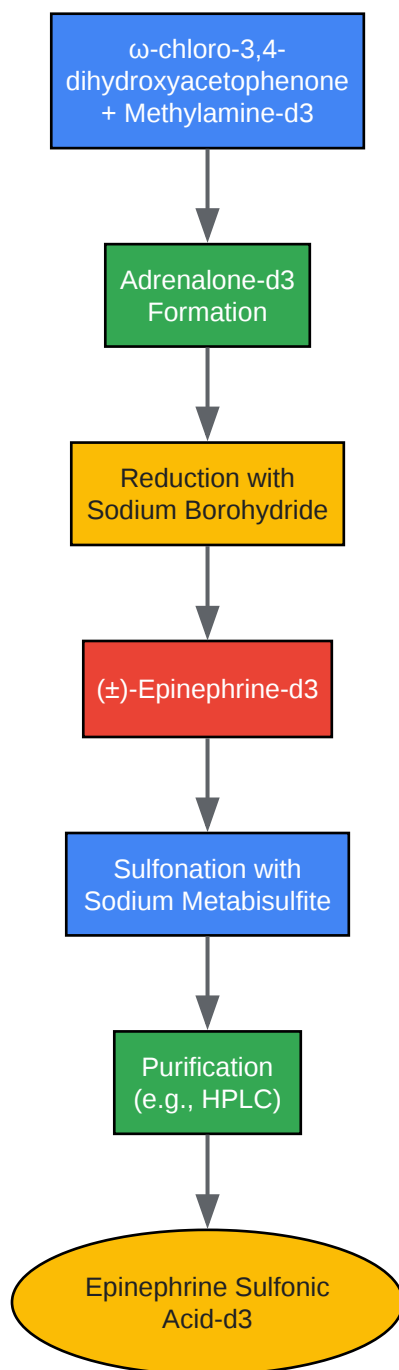 ω-chloro-3,4-
dihydroxyacetophenone
+ Methylamine-d3
Adrenalone-d3
Formation
Reduction with
Sodium Borohydride
(±)-Epinephrine-d3
Sulfonation with
Sodium Metabisulfite
Purification
(e.g., HPLC)
Epinephrine Sulfonic
Acid-d3